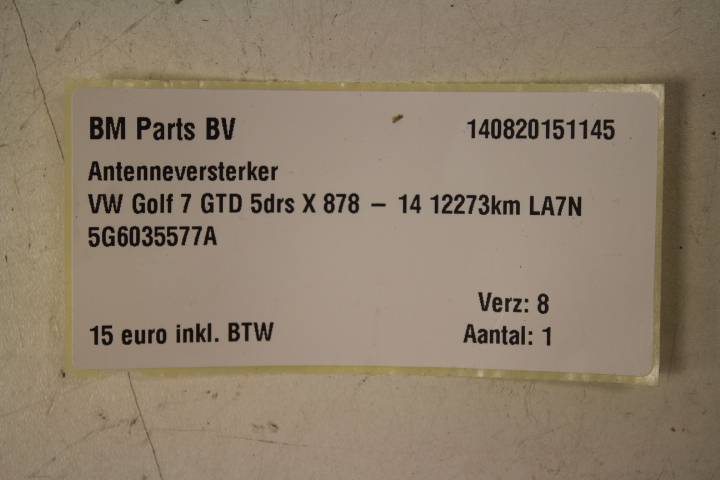 BM Parts BV 140820151145
Antenneversterker
VW Golf 7 GTD 5drs X 878 – 14 12273km LA7N
5G6035577A
Verz: 8
15 euro inkl. BTW Aantal: 1